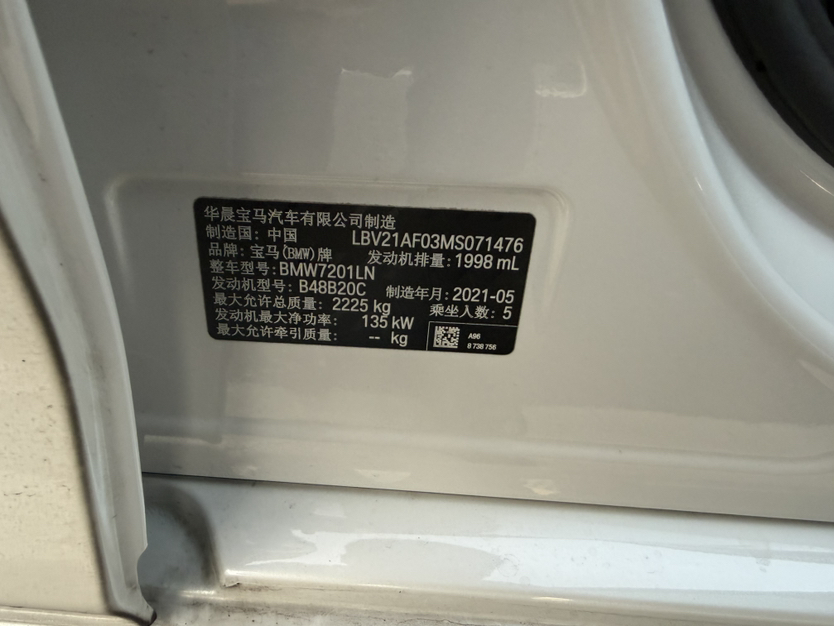 华晨宝马汽车有限公司制造
制造国: 中国 LBV21AF03MS071476
品牌: 宝马(BMW)牌 发动机排量: 1998 mL
整车型号: BMW7201LN
发动机型号: B48B20C 制造年月: 2021-05
最大允许总质量: 2225 kg 乘坐人数: 5
发动机最大净功率: 135 kW
最大允许牵引质量: -- kg
A96
8 738 756